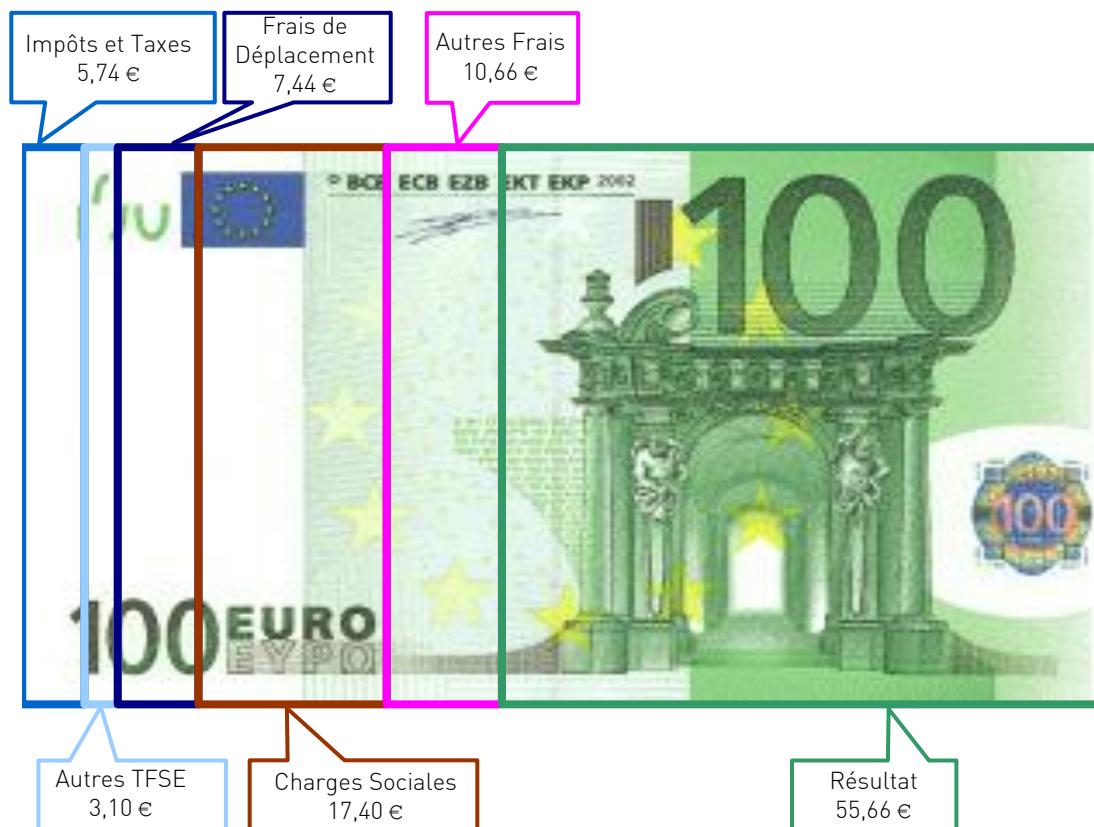 Impôts et Taxes
5,74 €
Frais de
Déplacement
7,44 €
Autres Frais
10,66 €
© BCE ECB EZB EKT EKP 2002
100
100
100 EURO
ΕΥΡΩ
Autres TFSE
3,10 €
Charges Sociales
17,40 €
Résultat
55,66 €